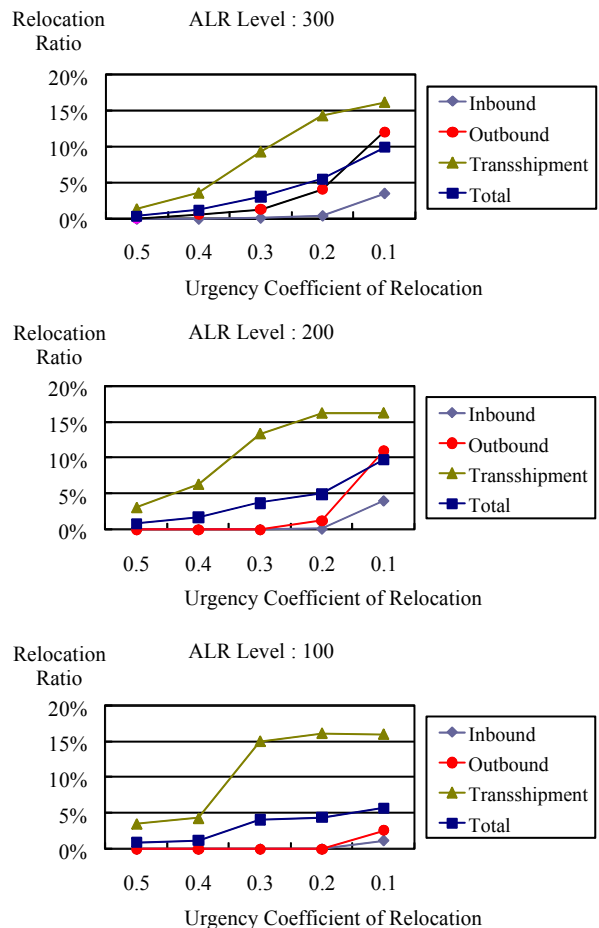 Relocation
Ratio
ALR Level : 300
20%
15%
10%
5%
0%
0.5 0.4 0.3 0.2 0.1
Urgency Coefficient of Relocation
Inbound
Outbound
Transshipment
Total
Relocation
Ratio
ALR Level : 200
20%
15%
10%
5%
0%
0.5 0.4 0.3 0.2 0.1
Urgency Coefficient of Relocation
Inbound
Outbound
Transshipment
Total
Relocation
Ratio
ALR Level : 100
20%
15%
10%
5%
0%
0.5 0.4 0.3 0.2 0.1
Urgency Coefficient of Relocation
Inbound
Outbound
Transshipment
Total